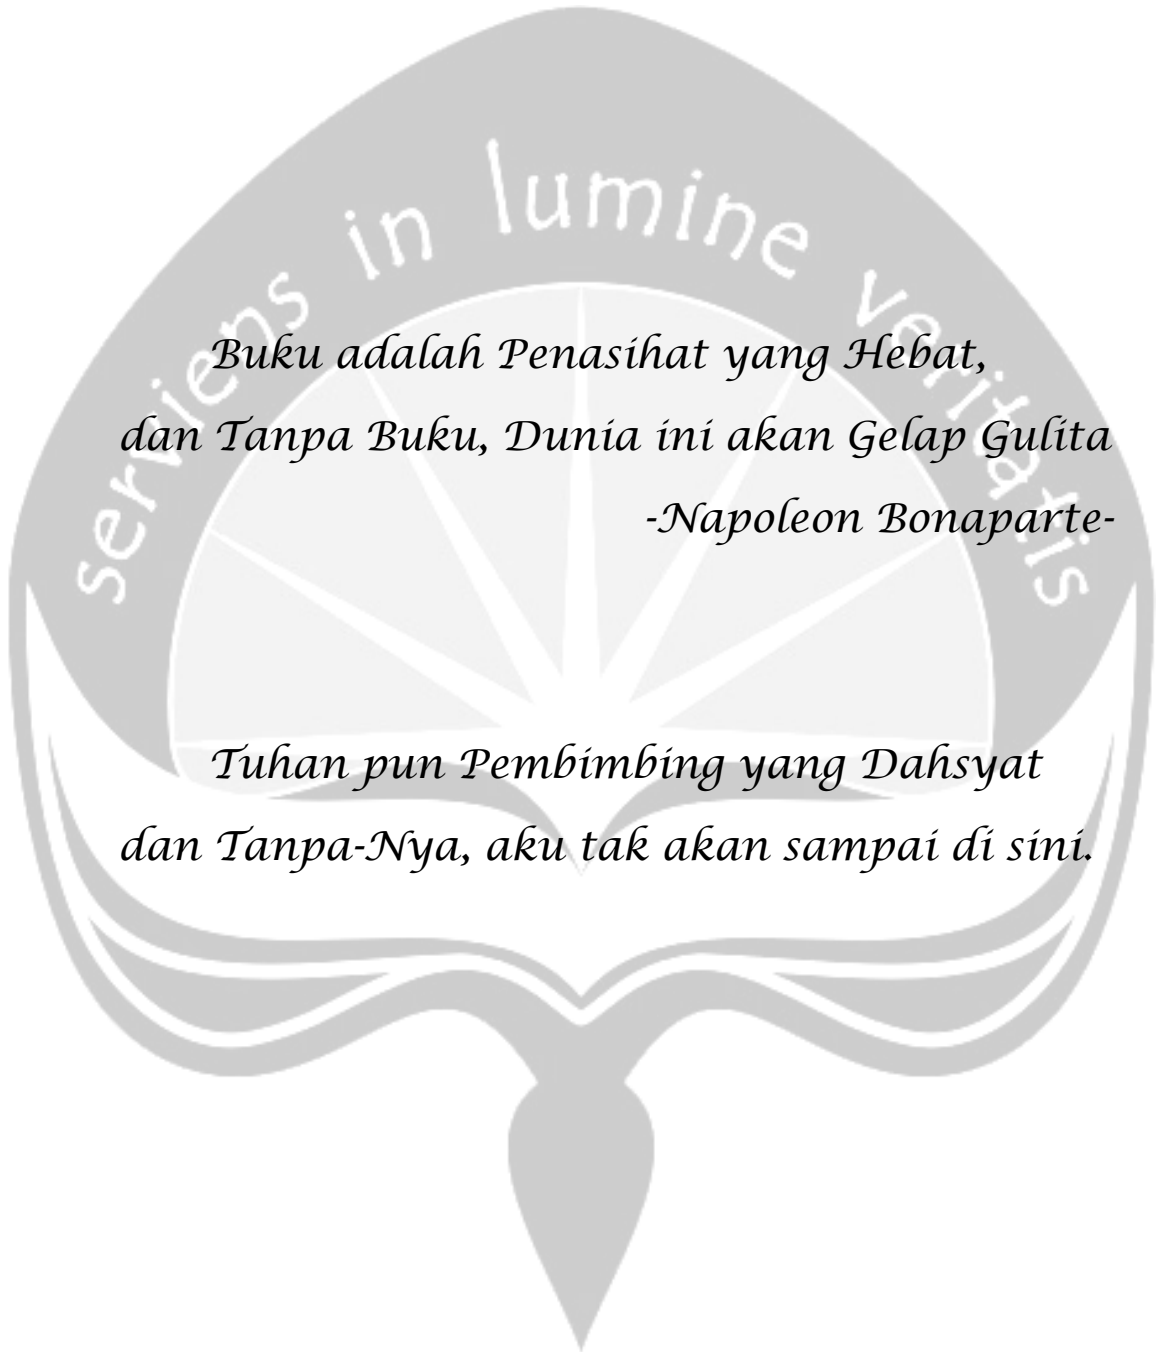 serviens in lumine veritatis
Buku adalah Penasihat yang Hebat,
dan Tanpa Buku, Dunia ini akan Gelap Gulita
-Napoleon Bonaparte-
Tuhan pun Pembimbing yang Dahsyat
dan Tanpa-Nya, aku tak akan sampai di sini.